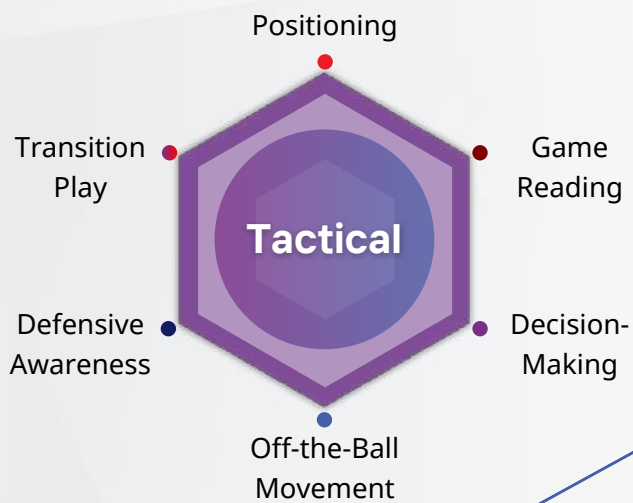 Positioning
Transition
Play
Game
Reading
Tactical
Defensive
Awareness
Decision-
Making
Off-the-Ball
Movement